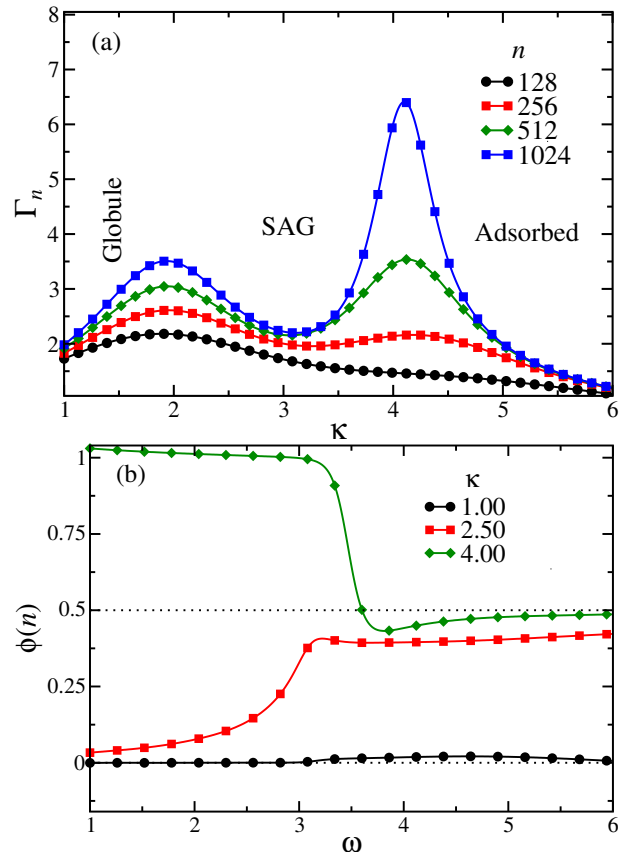 (a)
n
128
256
512
1024
Globule
SAG
Adsorbed
Γn
8
7
6
5
4
3
2
1 2 3 4 5 6
κ
(b)
κ
1.00
2.50
4.00
ϕ(n)
1
0.75
0.5
0.25
0
1 2 3 4 5 6
ω